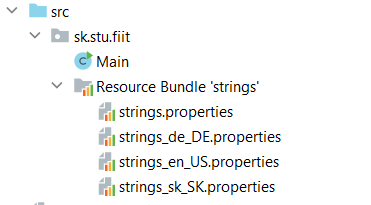 src
sk.stu.fiit
Main
Resource Bundle 'strings'
strings.properties
strings_de_DE.properties
strings_en_US.properties
strings_sk_SK.properties